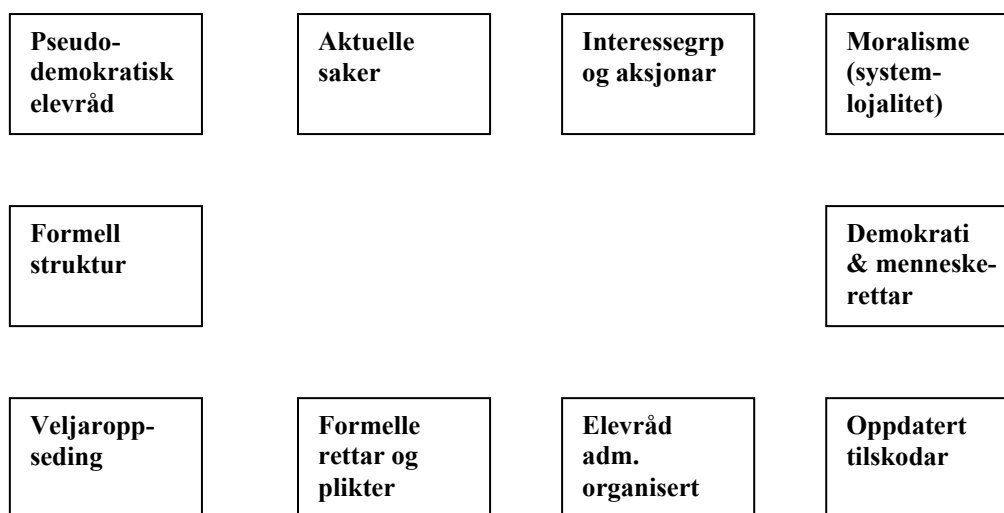 Pseudo-
demokratisk
elevråd
Aktuelle
saker
Interessegrp
og aksjonar
Moralisme
(system-
lojalitet)
Formell
struktur
Demokrati
& menneske-
rettar
Veljaropp-
seding
Formelle
rettar og
plikter
Elevråd
adm.
organisert
Oppdatert
tilskodar